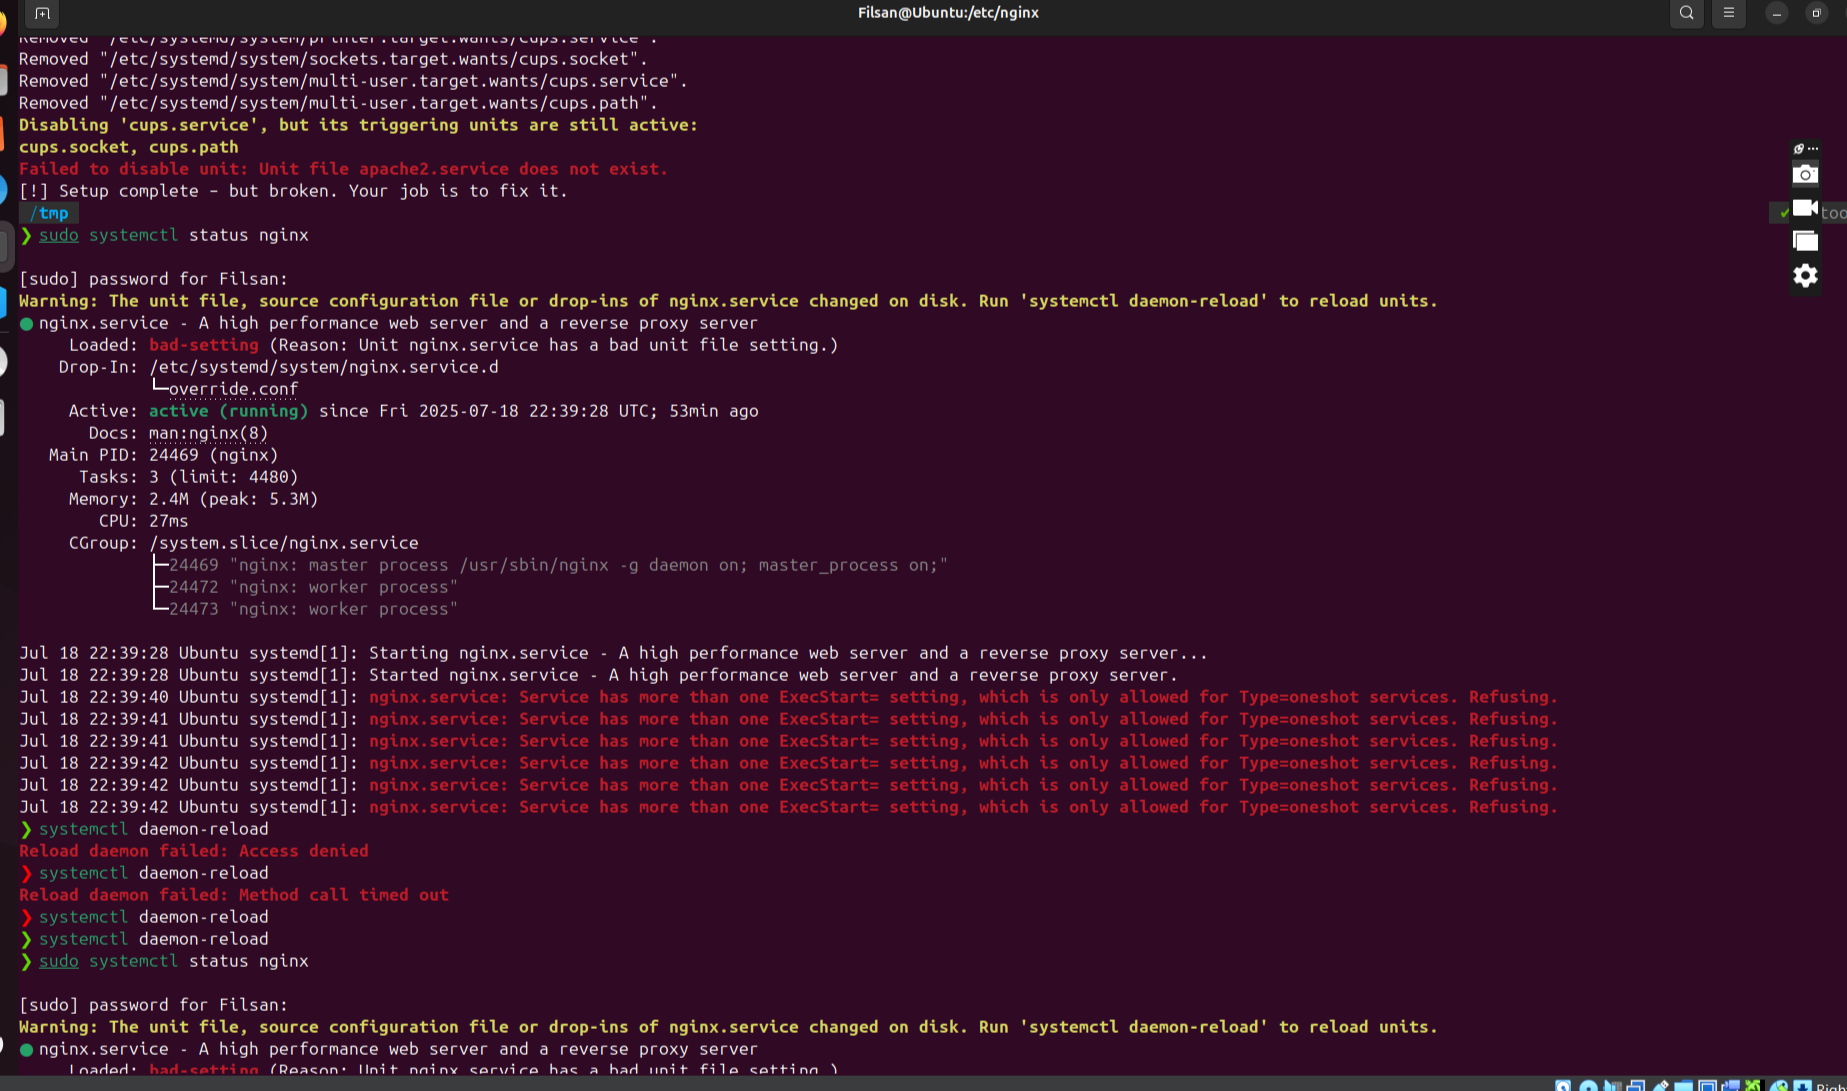 Filsan@Ubuntu:/etc/nginx
Removed "/etc/systemd/system/printer.target.wants/cups.service".
Removed "/etc/systemd/system/sockets.target.wants/cups.socket".
Removed "/etc/systemd/system/multi-user.target.wants/cups.service".
Removed "/etc/systemd/system/multi-user.target.wants/cups.path".
Disabling 'cups.service', but its triggering units are still active:
cups.socket, cups.path
Failed to disable unit: Unit file apache2.service does not exist.
[!] Setup complete – but broken. Your job is to fix it.
/tmp
❯ sudo systemctl status nginx
[sudo] password for Filsan:
Warning: The unit file, source configuration file or drop-ins of nginx.service changed on disk. Run 'systemctl daemon-reload' to reload units.
● nginx.service - A high performance web server and a reverse proxy server
Loaded: bad-setting (Reason: Unit nginx.service has a bad unit file setting.)
Drop-In: /etc/systemd/system/nginx.service.d
└─override.conf
Active: active (running) since Fri 2025-07-18 22:39:28 UTC; 53min ago
Docs: man:nginx(8)
Main PID: 24469 (nginx)
Tasks: 3 (limit: 4480)
Memory: 2.4M (peak: 5.3M)
CPU: 27ms
CGroup: /system.slice/nginx.service
├─24469 "nginx: master process /usr/sbin/nginx -g daemon on; master_process on;"
├─24472 "nginx: worker process"
└─24473 "nginx: worker process"
Jul 18 22:39:28 Ubuntu systemd[1]: Starting nginx.service - A high performance web server and a reverse proxy server...
Jul 18 22:39:28 Ubuntu systemd[1]: Started nginx.service - A high performance web server and a reverse proxy server.
Jul 18 22:39:40 Ubuntu systemd[1]: nginx.service: Service has more than one ExecStart= setting, which is only allowed for Type=oneshot services. Refusing.
Jul 18 22:39:41 Ubuntu systemd[1]: nginx.service: Service has more than one ExecStart= setting, which is only allowed for Type=oneshot services. Refusing.
Jul 18 22:39:41 Ubuntu systemd[1]: nginx.service: Service has more than one ExecStart= setting, which is only allowed for Type=oneshot services. Refusing.
Jul 18 22:39:42 Ubuntu systemd[1]: nginx.service: Service has more than one ExecStart= setting, which is only allowed for Type=oneshot services. Refusing.
Jul 18 22:39:42 Ubuntu systemd[1]: nginx.service: Service has more than one ExecStart= setting, which is only allowed for Type=oneshot services. Refusing.
Jul 18 22:39:42 Ubuntu systemd[1]: nginx.service: Service has more than one ExecStart= setting, which is only allowed for Type=oneshot services. Refusing.
❯ systemctl daemon-reload
Reload daemon failed: Access denied
❯ systemctl daemon-reload
Reload daemon failed: Method call timed out
❯ systemctl daemon-reload
❯ systemctl daemon-reload
❯ sudo systemctl status nginx
[sudo] password for Filsan:
Warning: The unit file, source configuration file or drop-ins of nginx.service changed on disk. Run 'systemctl daemon-reload' to reload units.
● nginx.service - A high performance web server and a reverse proxy server
Loaded: bad-setting (Reason: Unit nginx.service has a bad unit file setting.)